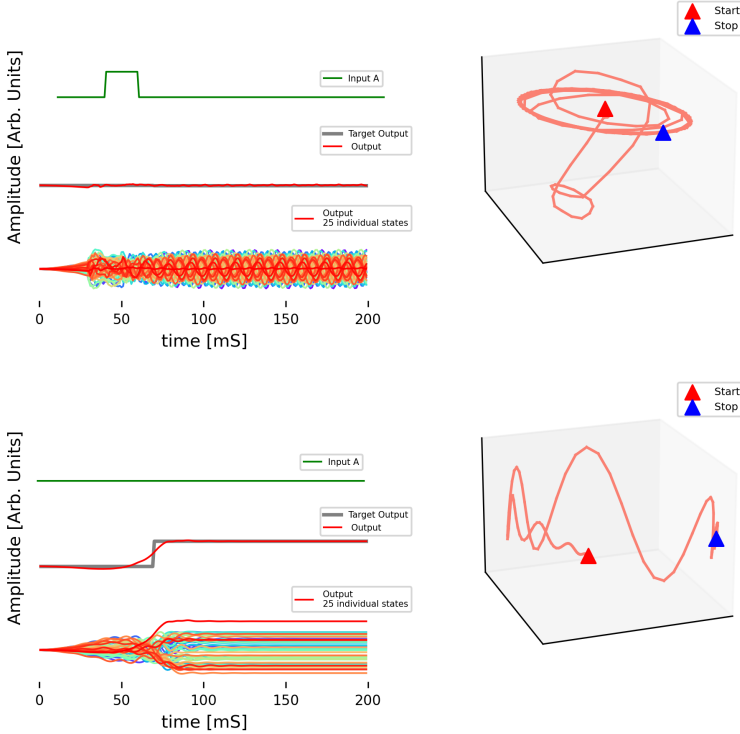 Start
Stop
Amplitude [Arb. Units]
Input A
Target Output
Output
Output
25 individual states
0 50 100 150 200
time [mS]
Start
Stop
Amplitude [Arb. Units]
Input A
Target Output
Output
Output
25 individual states
0 50 100 150 200
time [mS]